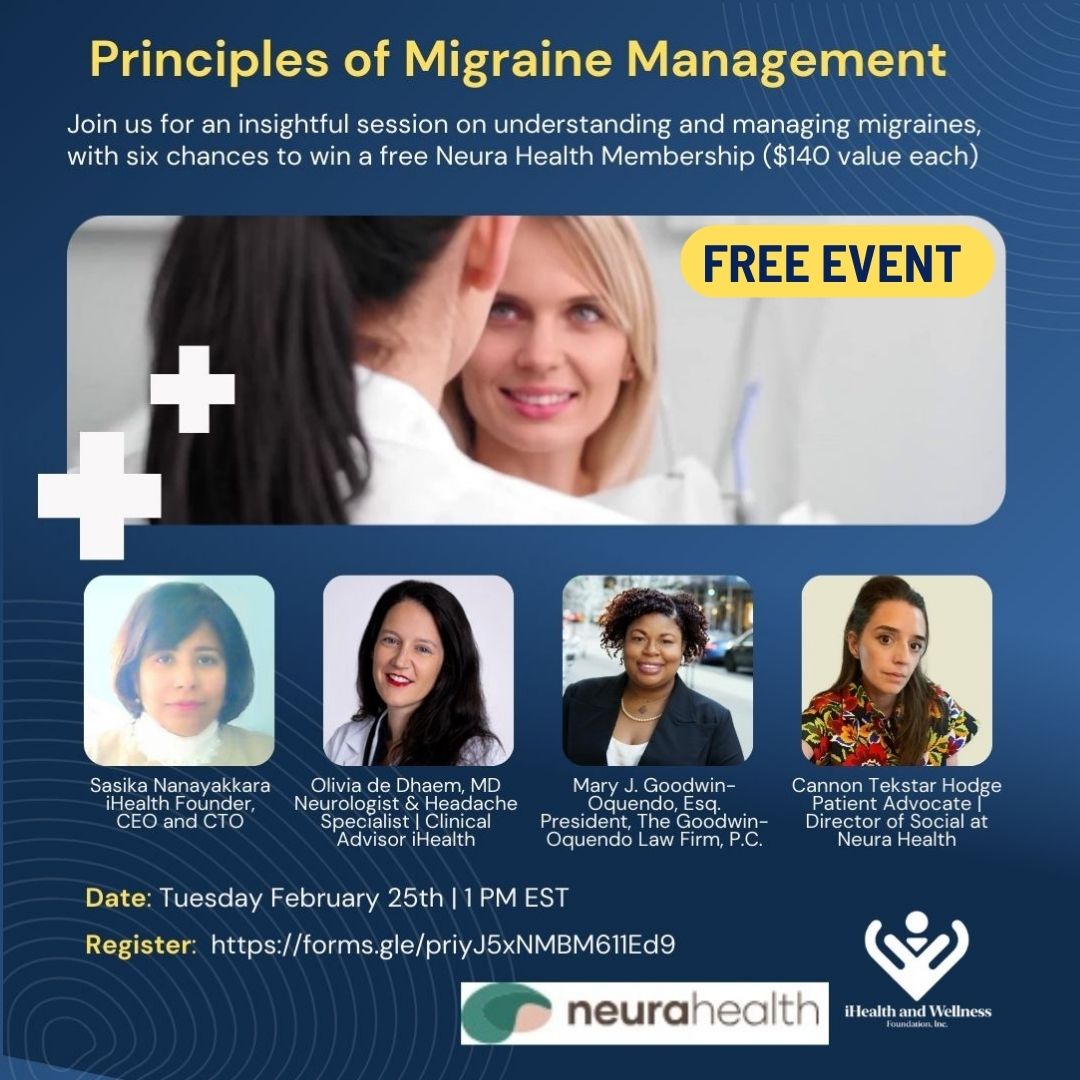 Principles of Migraine Management
Join us for an insightful session on understanding and managing migraines,
with six chances to win a free Neura Health Membership ($140 value each)
FREE EVENT
Sasika Nanayakkara
iHealth Founder,
CEO and CTO
Olivia de Dhaem, MD
Neurologist & Headache
Specialist | Clinical
Advisor iHealth
Mary J. Goodwin-
Oquendo, Esq.
President, The Goodwin-
Oquendo Law Firm, P.C.
Cannon Tekstar Hodge
Patient Advocate |
Director of Social at
Neura Health
Date: Tuesday February 25th | 1 PM EST
Register: https://forms.gle/priyJ5xNMBM611Ed9
neurahealth
iHealth and Wellness
Foundation, Inc.